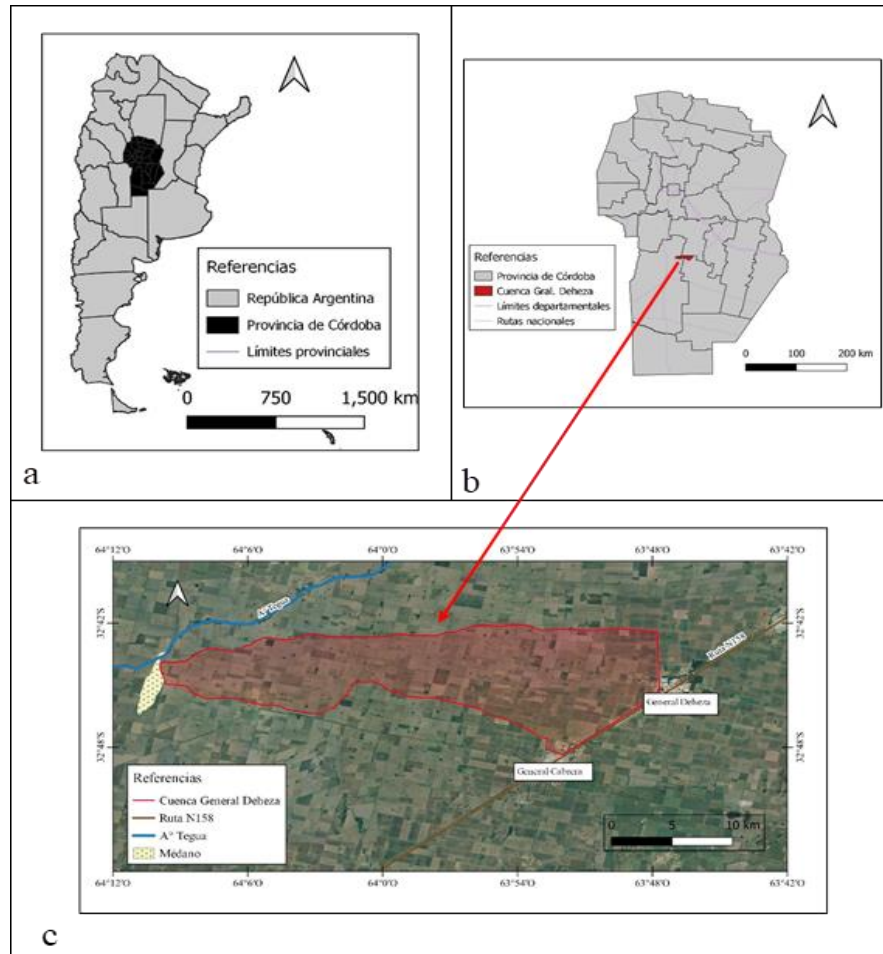 Referencias
República Argentina
Provincia de Córdoba
Límites provinciales
0 750 1,500 km
a
Referencias
Provincia de Córdoba
Cuenca Gral. Deheza
Límites departamentales
Rutas nacionales
0 100 200 km
b
64°12'O 64°6'O 64°0'O 63°54'O 63°48'O 63°42'O
32°42'S 32°42'S
A° Tegua
Ruta N158
General Deheza
32°48'S 32°48'S
General Cabrera
Referencias
Cuenca General Deheza
Ruta N158
A° Tegua
Médano
0 5 10 km
64°12'O 64°6'O 64°0'O 63°54'O 63°48'O 63°42'O
c